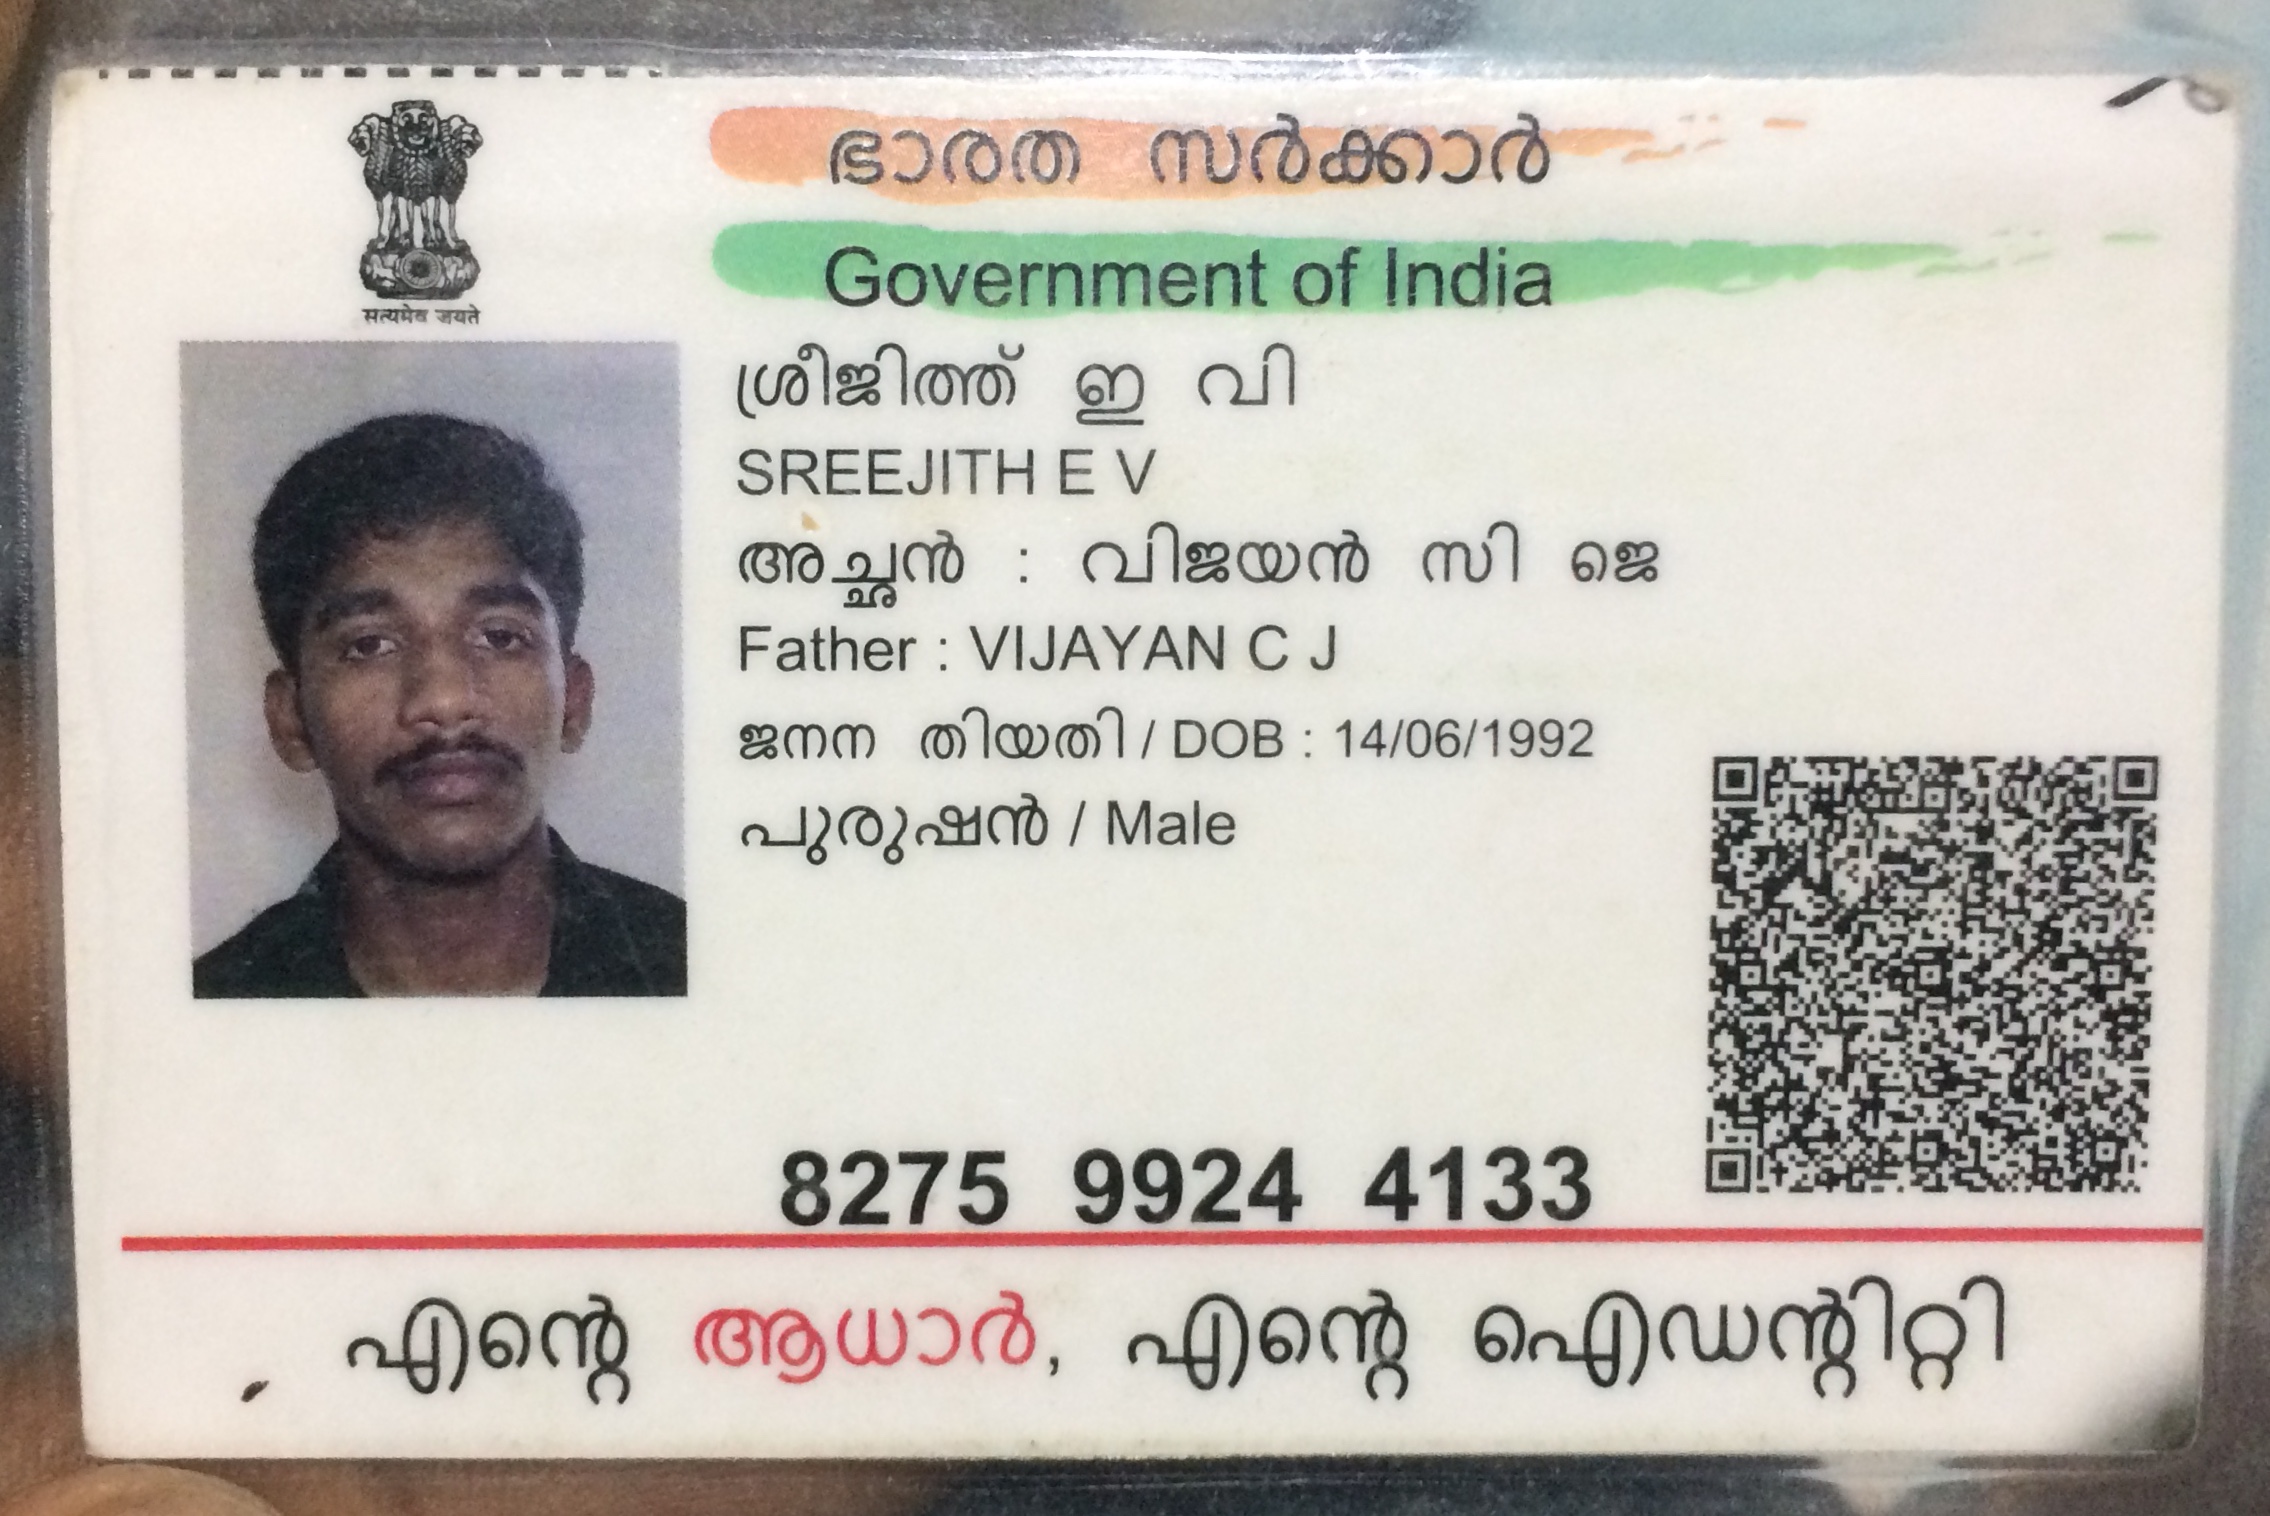 ഭാരത സർക്കാർ
Government of India
सत्यमेव जयते
ശ്രീജിത്ത് ഇ വി
SREEJITH E V
അച്ഛൻ : വിജയൻ സി ജെ
Father : VIJAYAN C J
ജനന തിയതി / DOB : 14/06/1992
പുരുഷൻ / Male
8275 9924 4133
എന്റെ ആധാർ, എന്റെ ഐഡന്റിറ്റി